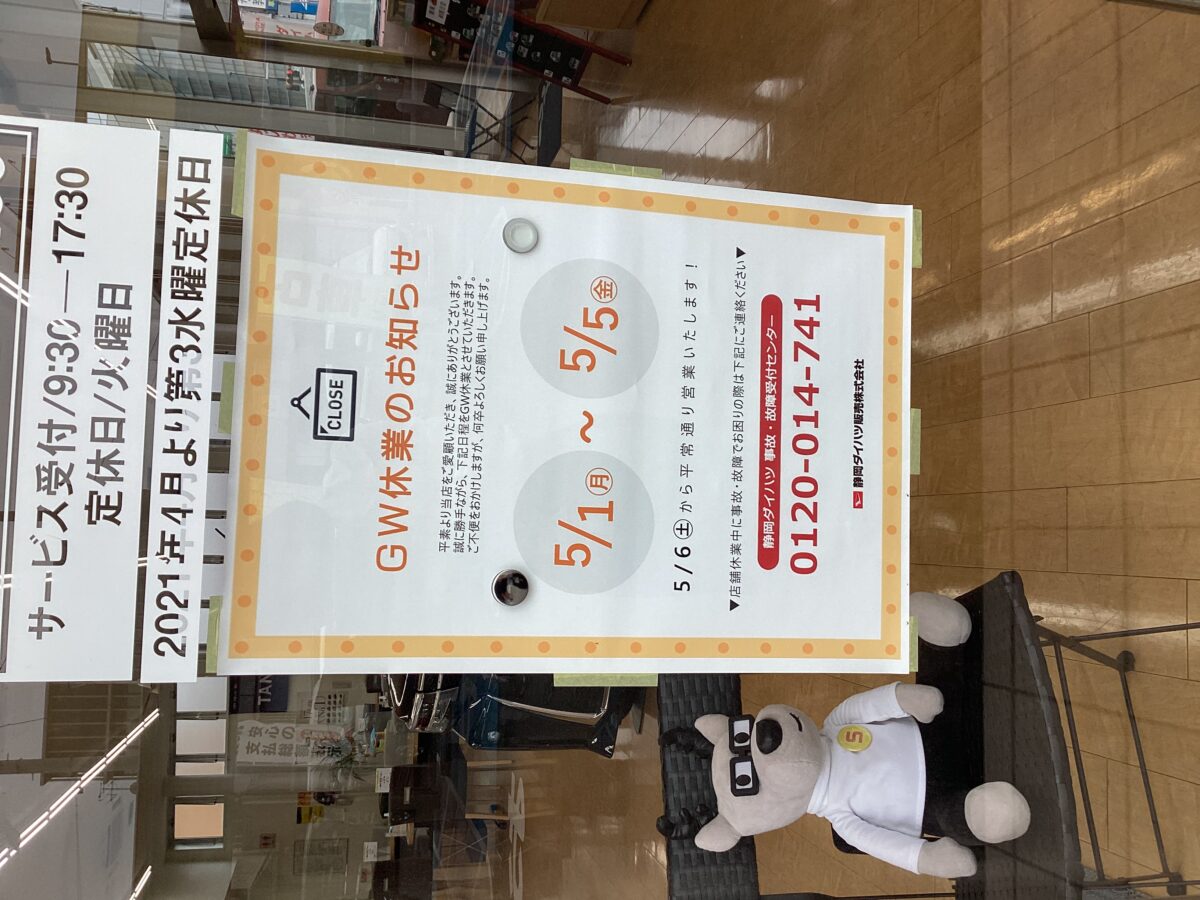 サービス受付/9:30—17:30
定休日/火曜日
2021年4月より第3水曜定休日
CLOSE
GW休業のお知らせ
平素より当店をご愛顧いただき、誠にありがとうございます。
誠に勝手ながら、下記日程をGW休業とさせていただきます。
ご不便をおかけしますが、何卒よろしくお願い申し上げます。
5/1㊊ ～ 5/5㊎
5/6㊏から平常通り営業いたします！
▼店舗休業中に事故・故障でお困りの際は下記にご連絡ください▼
静岡ダイハツ 事故・故障受付センター
0120-014-741
静岡ダイハツ販売株式会社
安心の
支払総額
TAN
5